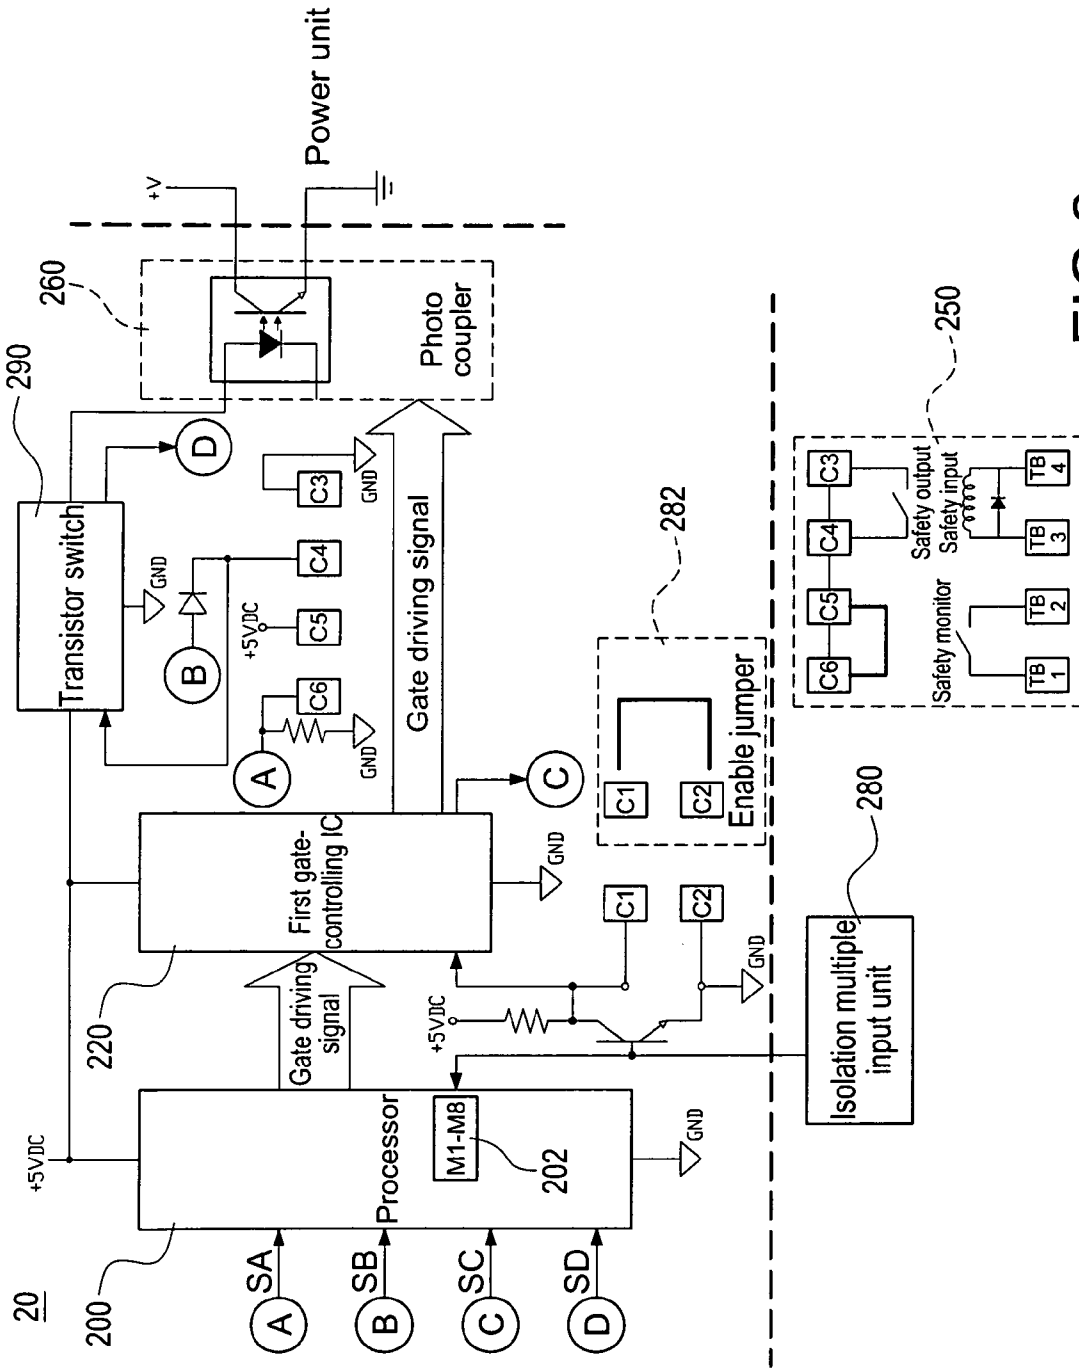 20
200
+5VDC
220
290
260
+V
Power unit
Transistor switch
GND
D
B
A
+5VDC
C6
C5
C4
C3
GND
GND
Photo
coupler
A
SA
B
SB
C
SC
D
SD
Processor
M1-M8
202
GND
Gate driving
signal
First gate-
controlling IC
GND
C
Gate driving signal
+5VDC
C1
C2
GND
C1
C2
Enable jumper
282
Isolation multiple
input unit
280
C6
C5
C4
C3
Safety monitor
Safety output
Safety input
TB
1
TB
2
TB
3
TB
4
250